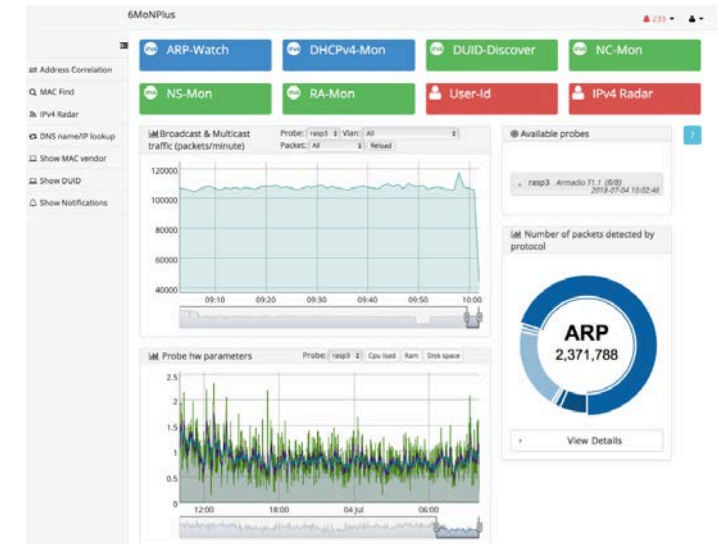 6MoNPlus
233
Address Correlation
MAC Find
IPv4 Radar
DNS name/IP lookup
Show MAC vendor
Show DUID
Show Notifications
ARP-Watch
DHCPv4-Mon
DUID-Discover
NC-Mon
NS-Mon
RA-Mon
User-Id
IPv4 Radar
Broadcast & Multicast
traffic (packets/minute)
Probe: rasp3 Vlan: All
Packet: All Reload
120000
100000
80000
60000
40000
09:10 09:20 09:30 09:40 09:50 10:00
Available probes
?
rasp3 Armadio T1.1 (8/B)
2018-07-04 10:02:46
Number of packets detected by
protocol
ARP
2,371,788
View Details
Probe hw parameters
Probe: rasp3 Cpu load Ram Disk space
2.5
2
1.5
1
0.5
0
12:00 18:00 04 Jul 06:00